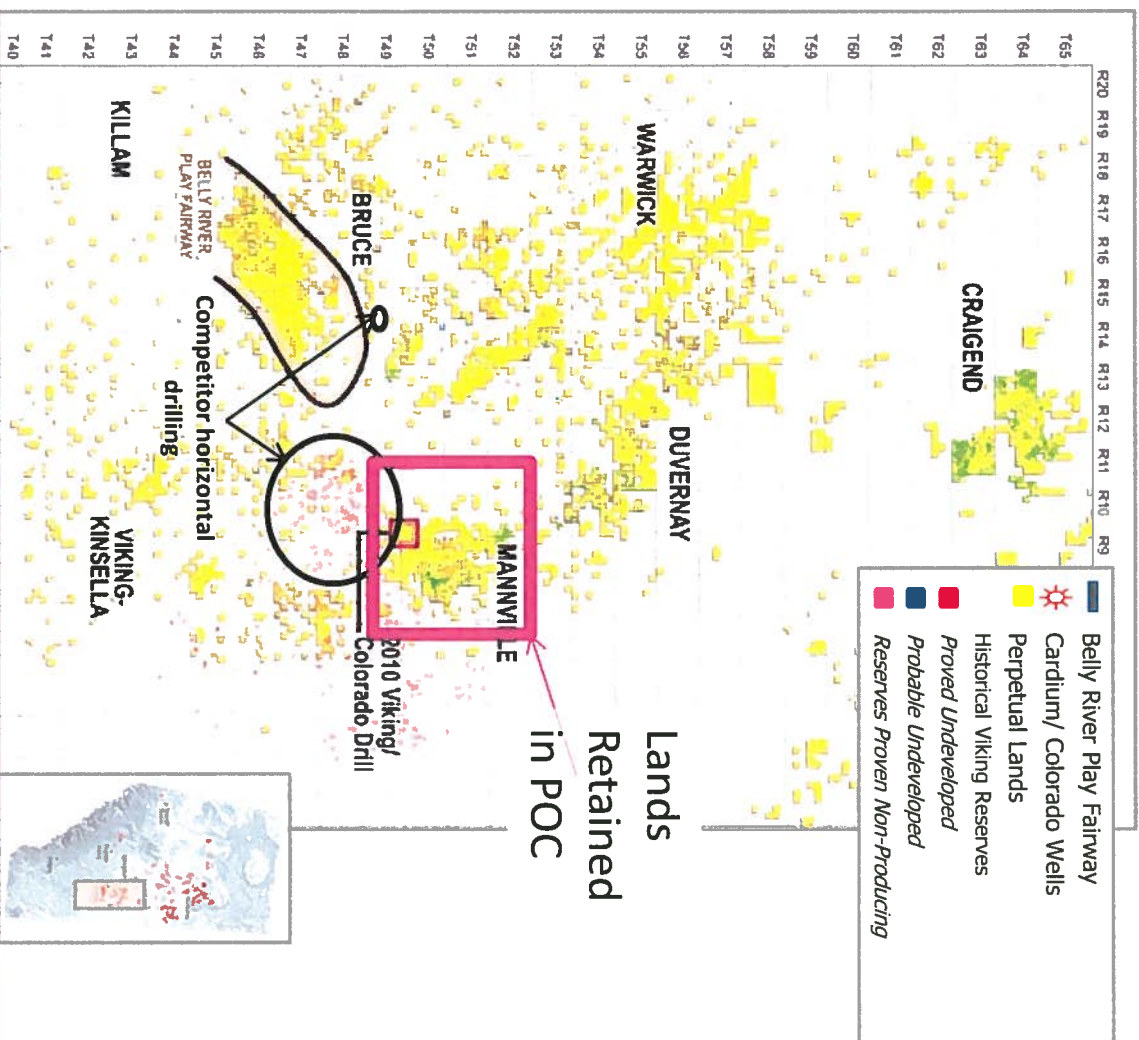 Belly River Play Fairway
Cardium/ Colorado Wells
Perpetual Lands
Historical Viking Reserves
Proved Undeveloped
Probable Undeveloped
Reserves Proven Non-Producing
R20 R19 R18 R17 R16 R15 R14 R13 R12 R11 R10 R9
T65
T64
T63
T62
T61
T60
T59
T58
T57
T56
T55
T54
T53
T52
T51
T50
T49
T48
T47
T46
T45
T44
T43
T42
T41
T40
CRAIGEND
WARWICK
DUVERNAY
MANNVILLE
Lands
Retained
in POC
BRUCE
2010 Viking/
Colorado Drill
BELLY RIVER
PLAY FAIRWAY
Competitor horizontal
drilling
KILLAM
VIKING-
KINSELLA